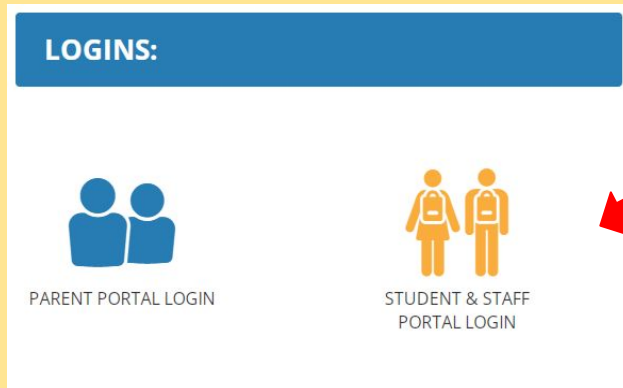 LOGINS:
PARENT PORTAL LOGIN
STUDENT & STAFF
PORTAL LOGIN